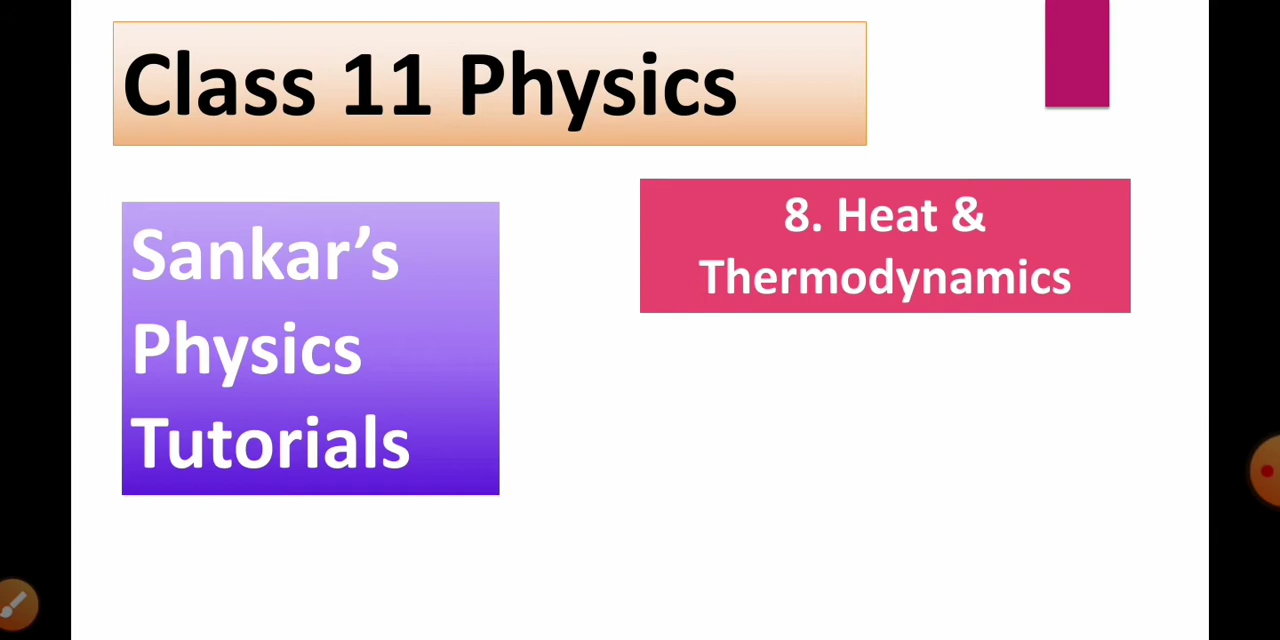 Class 11 Physics
Sankar’s
Physics
Tutorials
8. Heat &
Thermodynamics